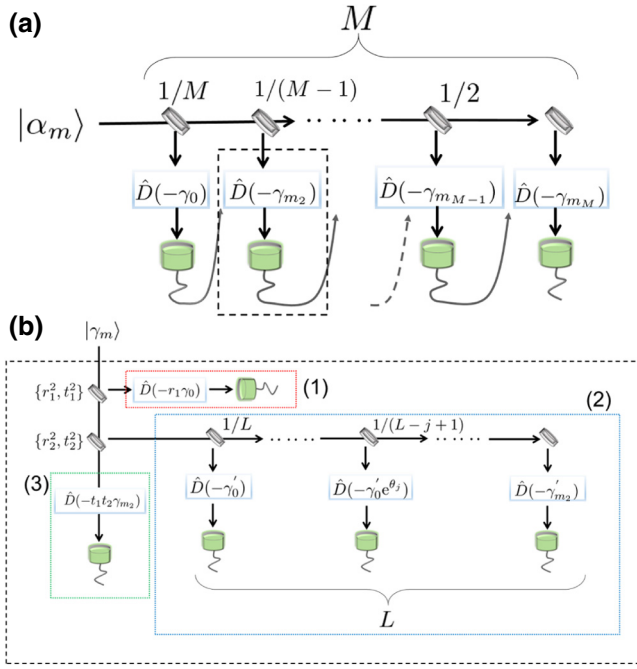 (a)
M
1/M 1/(M − 1) 1/2
|α_m⟩ · · · · · ·
D̂(−γ_0) D̂(−γ_{m_2}) D̂(−γ_{m_{M−1}}) D̂(−γ_{m_M})
(b)
|γ_m⟩
{r_1^2, t_1^2} D̂(−r_1γ_0) (1)
(2)
{r_2^2, t_2^2} 1/L · · · · · · 1/(L − j + 1) · · · · · ·
(3)
D̂(−t_1t_2γ_{m_2}) D̂(−γ_0^') D̂(−γ_0^'e^{θ_j}) D̂(−γ_{m_2}^')
L